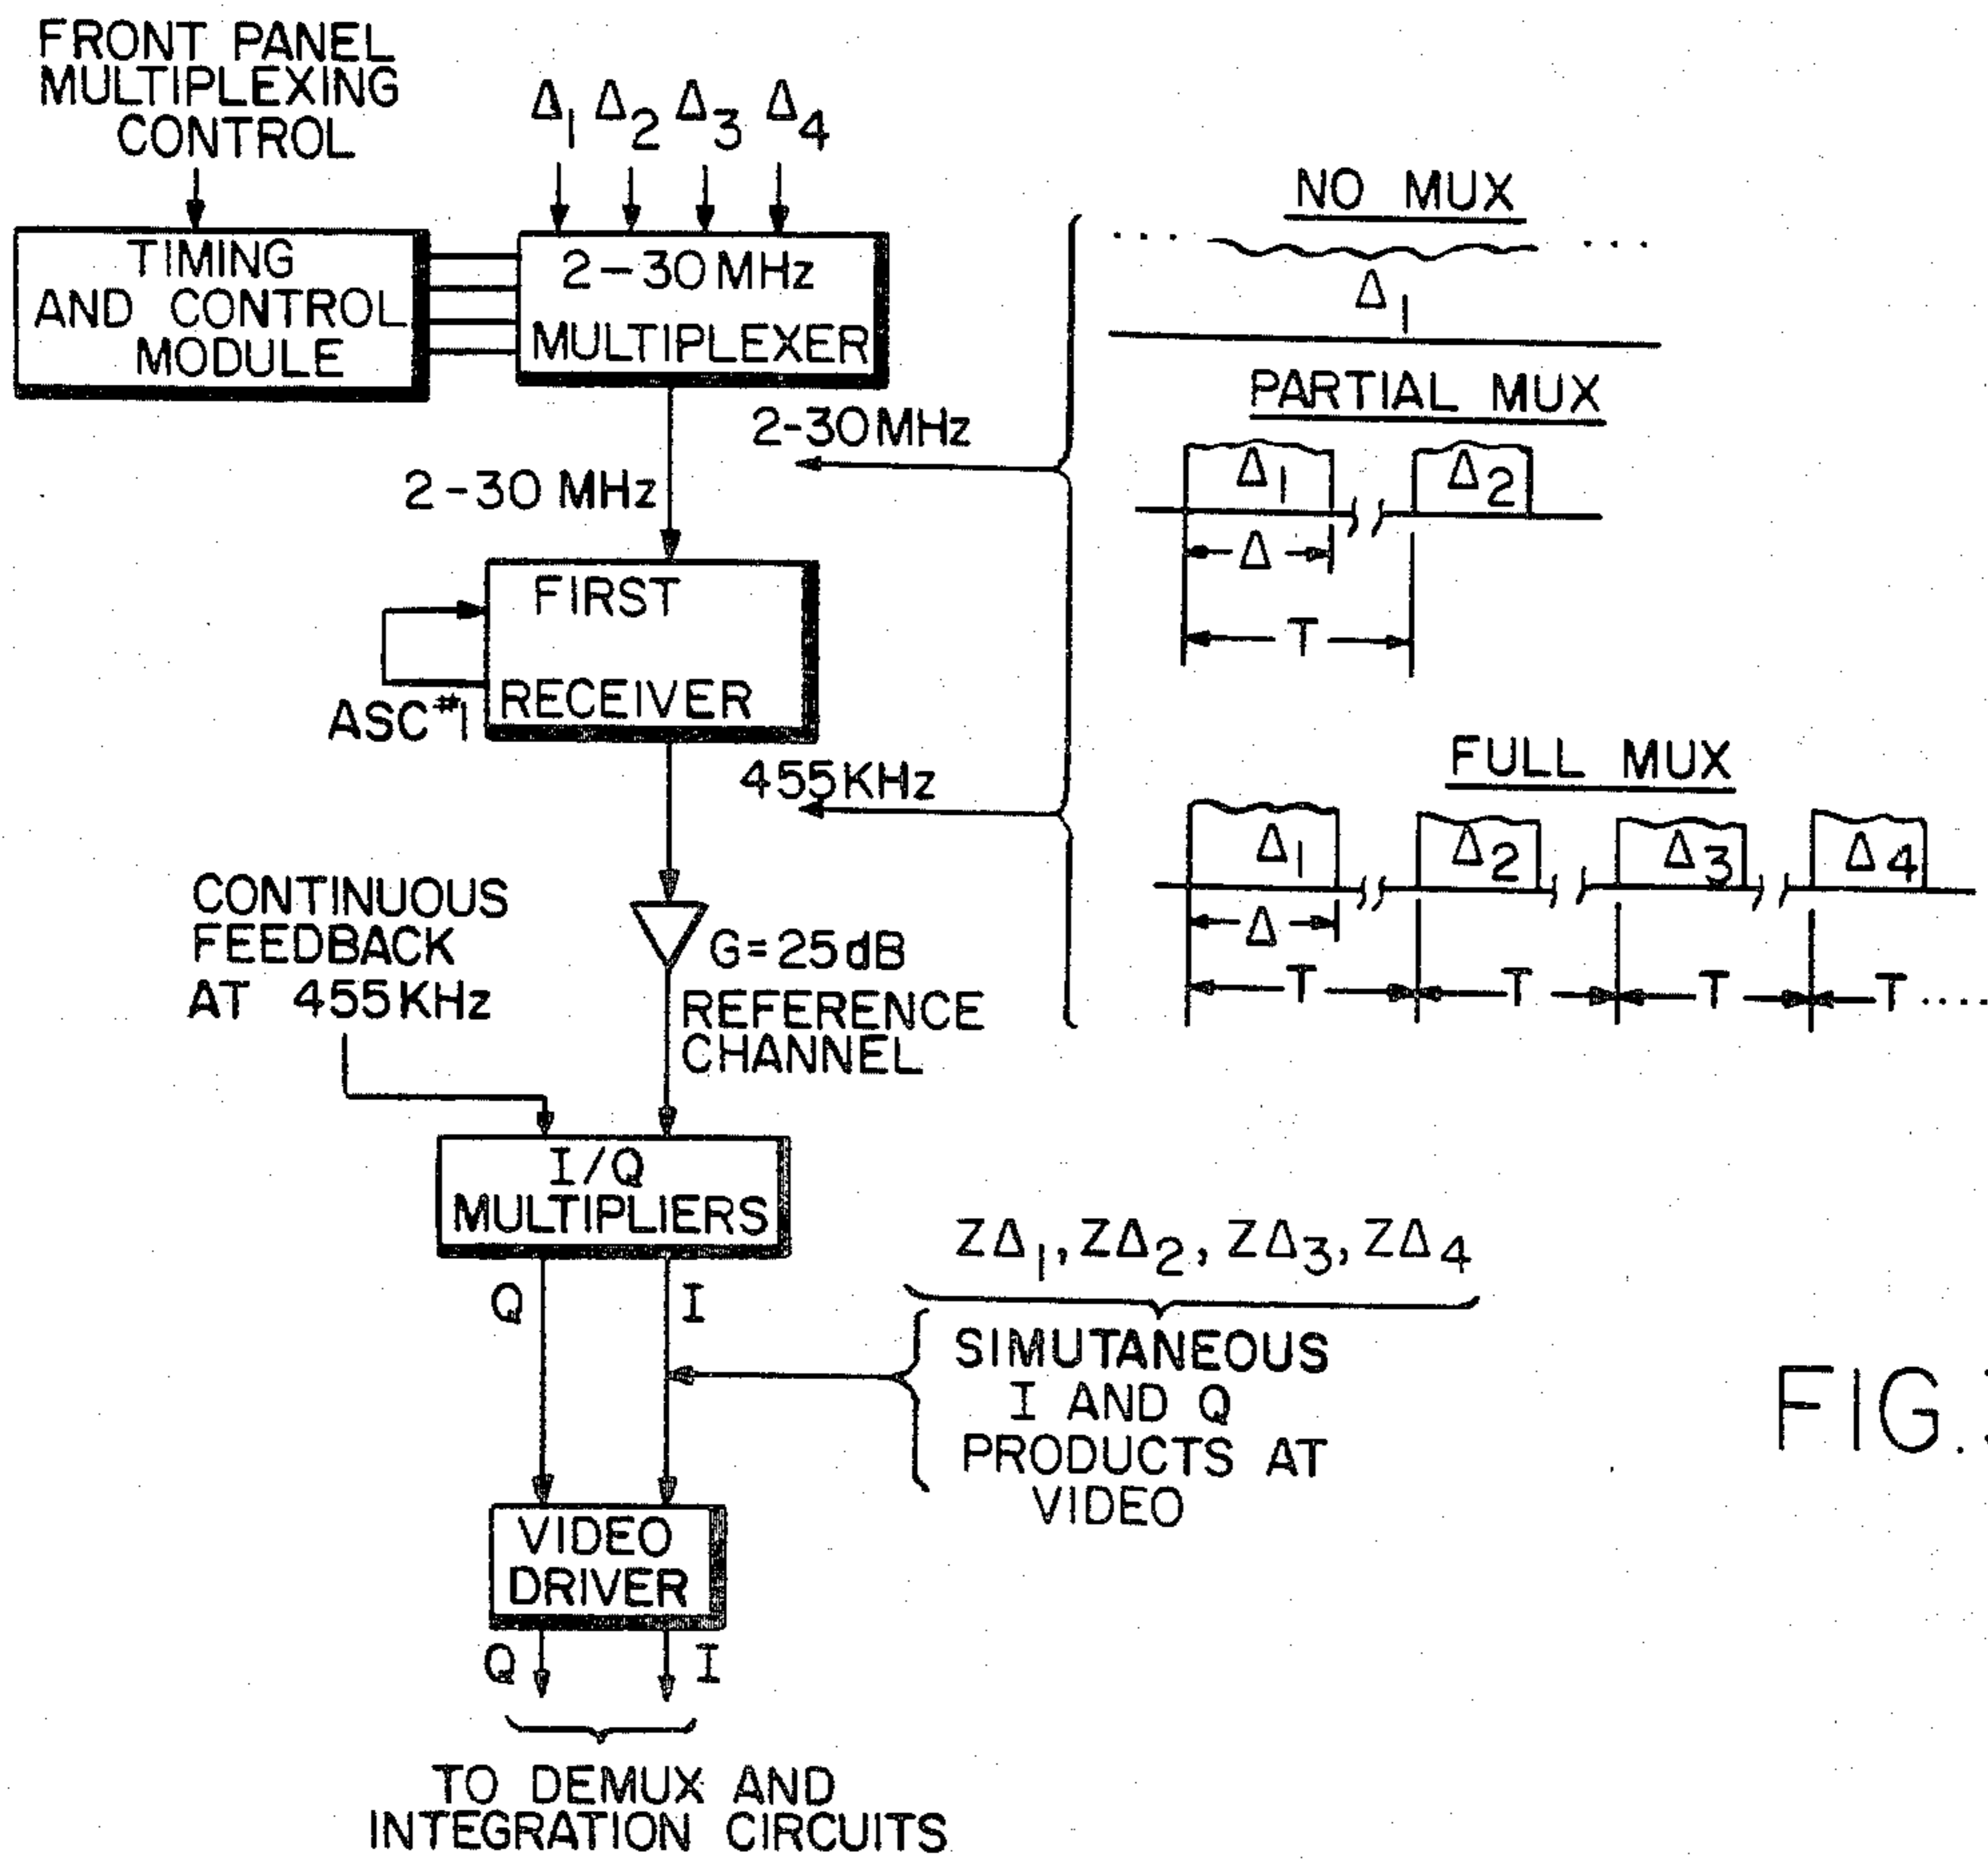 FRONT PANEL
MULTIPLEXING
CONTROL
Δ1 Δ2 Δ3 Δ4
TIMING
AND CONTROL
MODULE
2-30 MHz
MULTIPLEXER
2-30 MHz
2-30 MHz
FIRST
RECEIVER
ASC #1
455 KHz
CONTINUOUS
FEEDBACK
AT 455 KHz
G=25 dB
REFERENCE
CHANNEL
I/Q
MULTIPLIERS
Q I
VIDEO
DRIVER
Q I
TO DEMUX AND
INTEGRATION CIRCUITS
NO MUX
.... ....
Δ1
PARTIAL MUX
Δ1 Δ2
Δ
T
FULL MUX
Δ1 Δ2 Δ3 Δ4
Δ
T T T T ....
ZΔ1, ZΔ2, ZΔ3, ZΔ4
SIMUTANEOUS
I AND Q
PRODUCTS AT
VIDEO
FIG.